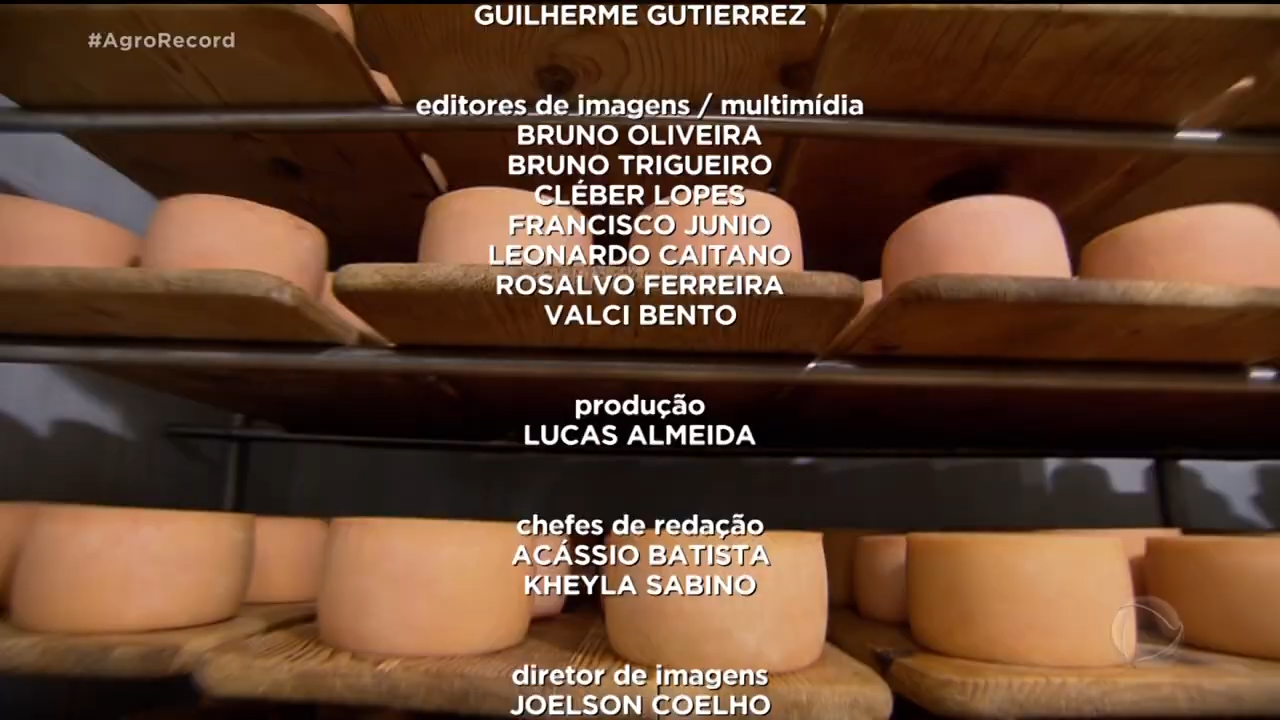 GUILHERME GUTIERREZ
#AgroRecord
editores de imagens / multimídia
BRUNO OLIVEIRA
BRUNO TRIGUEIRO
CLÉBER LOPES
FRANCISCO JUNIO
LEONARDO CAITANO
ROSALVO FERREIRA
VALCI BENTO
produção
LUCAS ALMEIDA
chefes de redação
ACÁSSIO BATISTA
KHEYLA SABINO
diretor de imagens
JOELSON COELHO